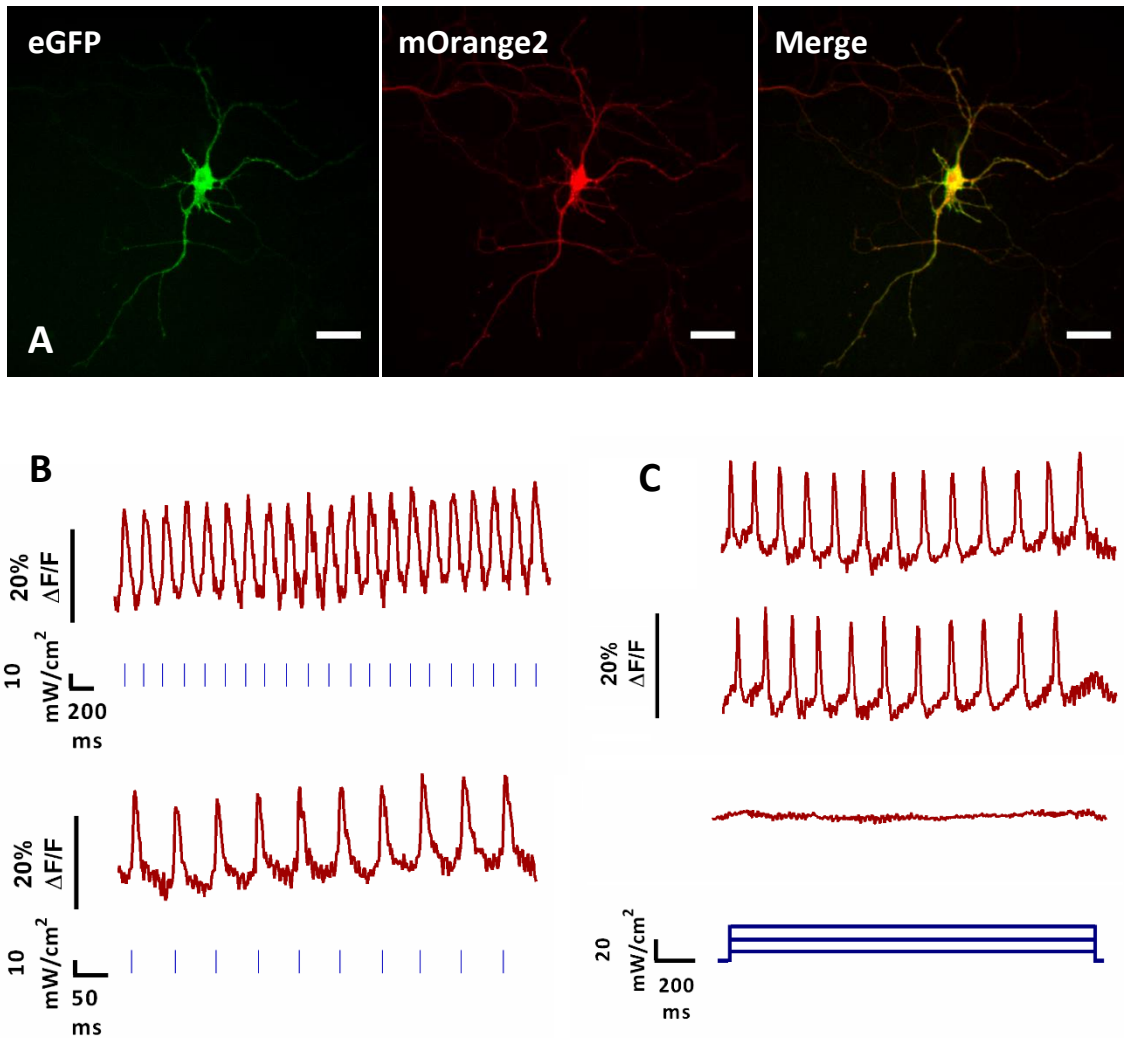 eGFP
mOrange2
Merge
A
B
20%
ΔF/F
10
mW/cm²
200
ms
20%
ΔF/F
10
mW/cm²
50
ms
C
20%
ΔF/F
20
mW/cm²
200
ms